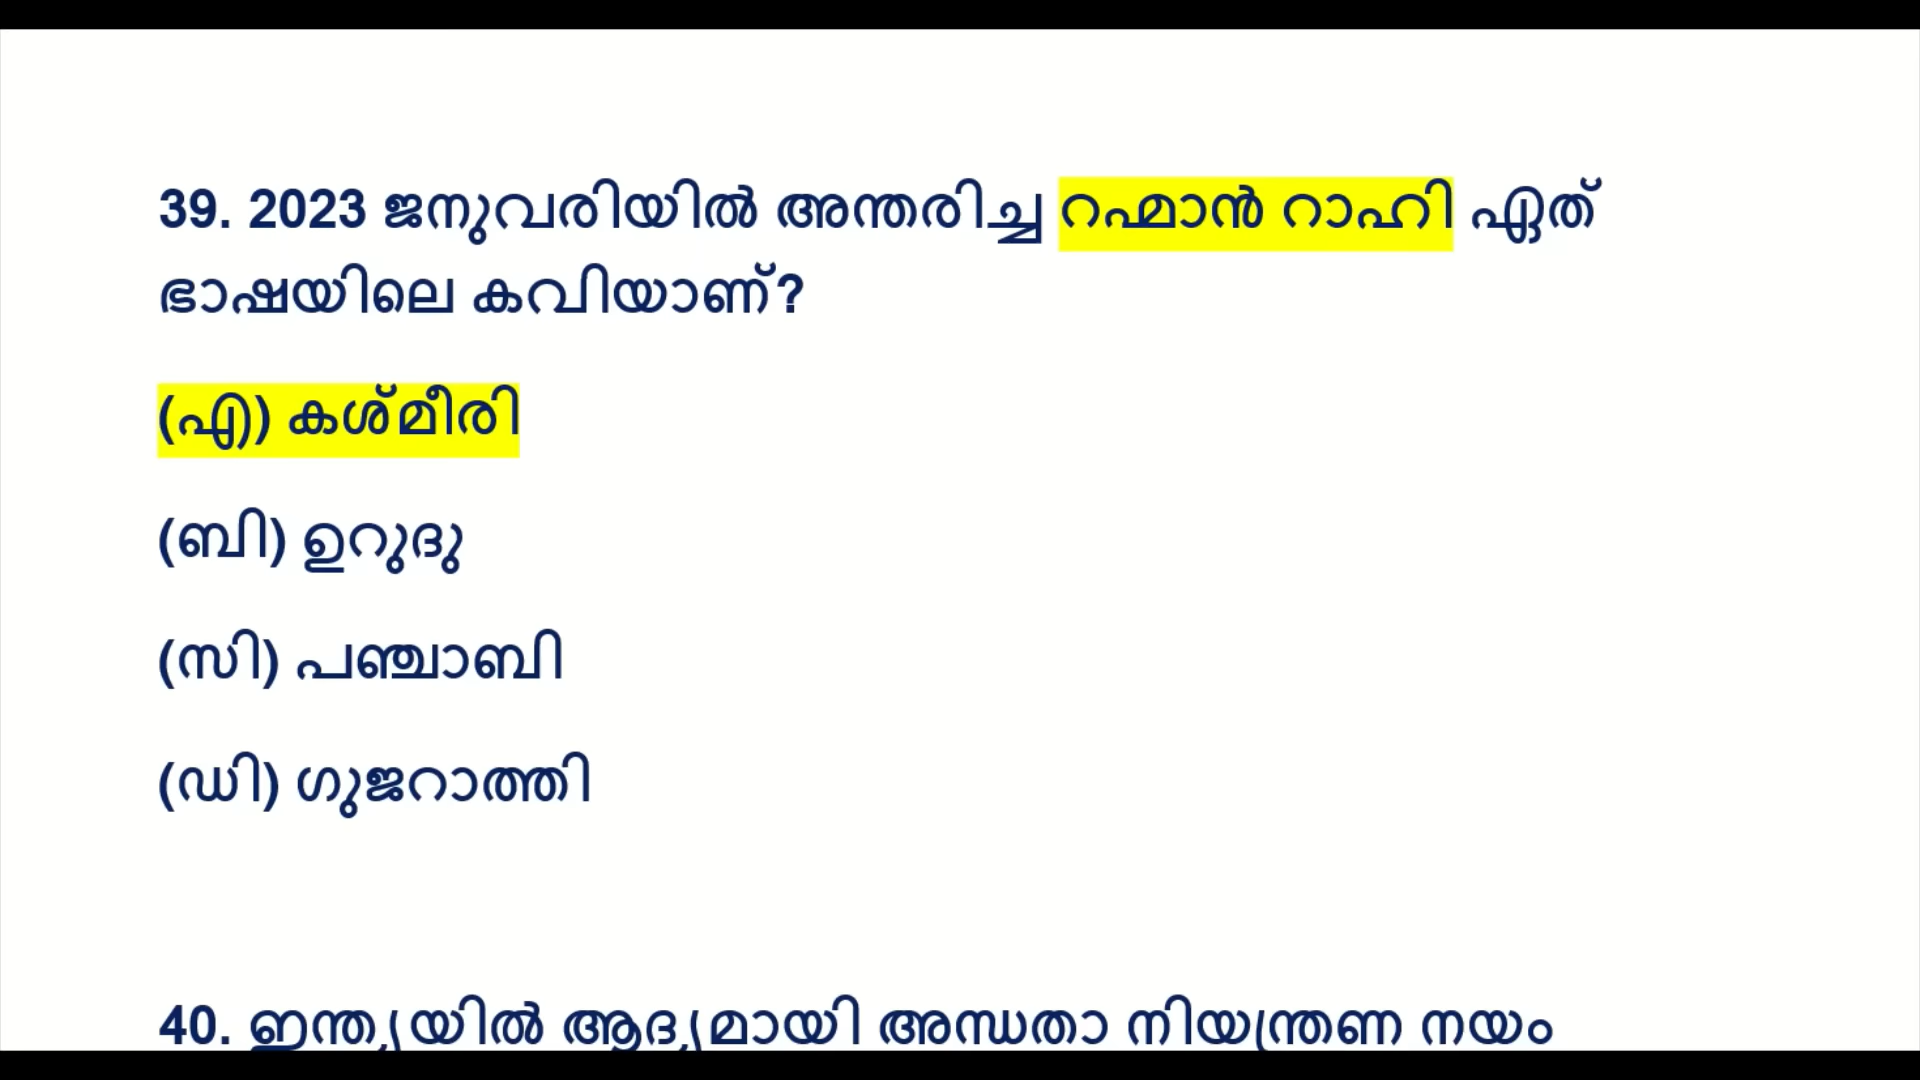 39. 2023 ജനുവരിയിൽ അന്തരിച്ച റഹ്മാൻ റാഹി ഏത്
ഭാഷയിലെ കവിയാണ്?
(എ) കശ്മീരി
(ബി) ഉറുദു
(സി) പഞ്ചാബി
(ഡി) ഗുജറാത്തി
40. ഇന്ത്യയിൽ ആദ്യമായി അന്ധതാ നിയന്ത്രണ നയം